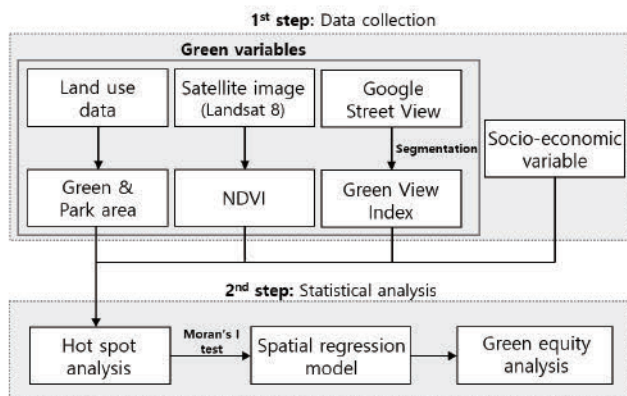 1st step: Data collection
Green variables
Land use
data
Satellite image
(Landsat 8)
Google
Street View
Segmentation
Socio-economic
variable
Green &
Park area
NDVI
Green View
Index
2nd step: Statistical analysis
Hot spot
analysis
Moran's I
test
Spatial regression
model
Green equity
analysis